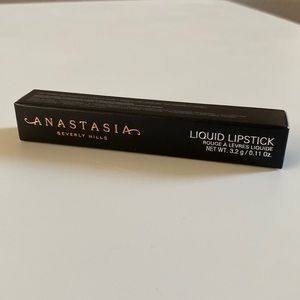 ANASTASIA
BEVERLY HILLS
LIQUID LIPSTICK
ROUGE A LÈVRES LIQUIDE
NET WT. 3.2 g / 0.11 Oz.